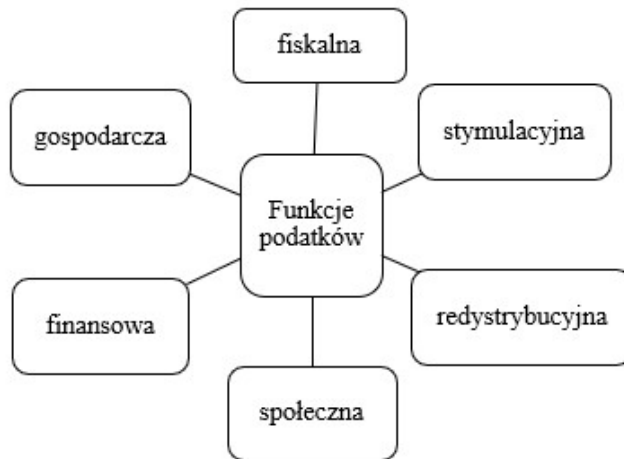 fiskalna
gospodarcza
stymulacyjna
Funkcje
podatków
finansowa
redystrybucyjna
społeczna